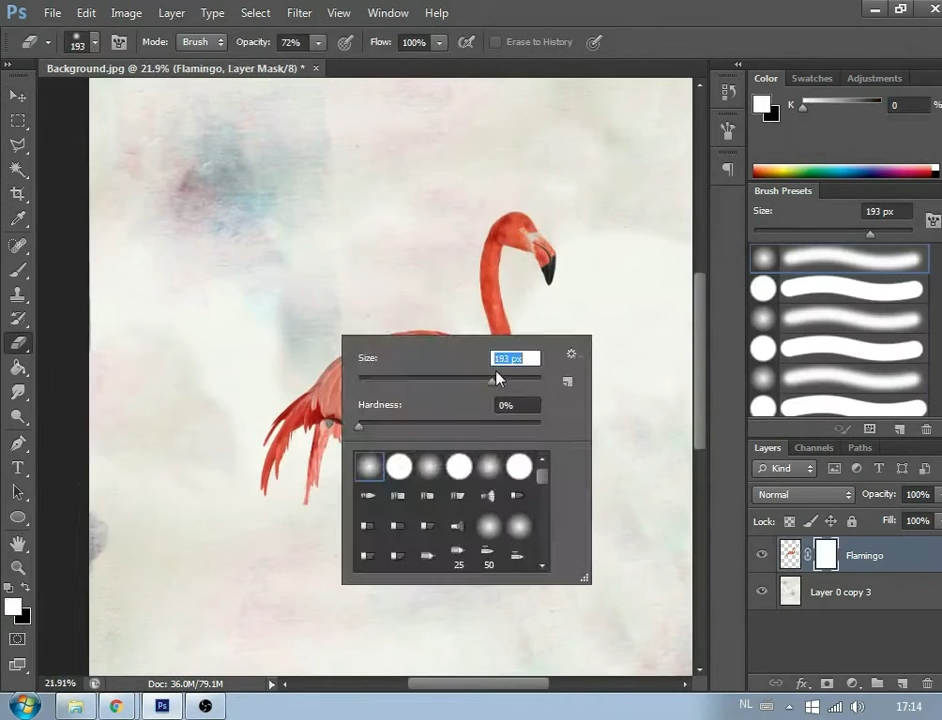 Ps File Edit Image Layer Type Select Filter View Window Help
193 Mode: Brush Opacity: 72% Flow: 100% Erase to History
Background.jpg @ 21.9% (Flamingo, Layer Mask/8) * ×
Color Swatches Adjustments
K 0 %
Brush Presets
Size: 193 px
Size: 193 px
Hardness: 0%
25 50
Layers Channels Paths
Kind T
Normal Opacity: 100%
Lock: Fill: 100%
Flamingo
Layer 0 copy 3
fx
21.91% Doc: 36.0M/79.1M
Ps NL 17:14